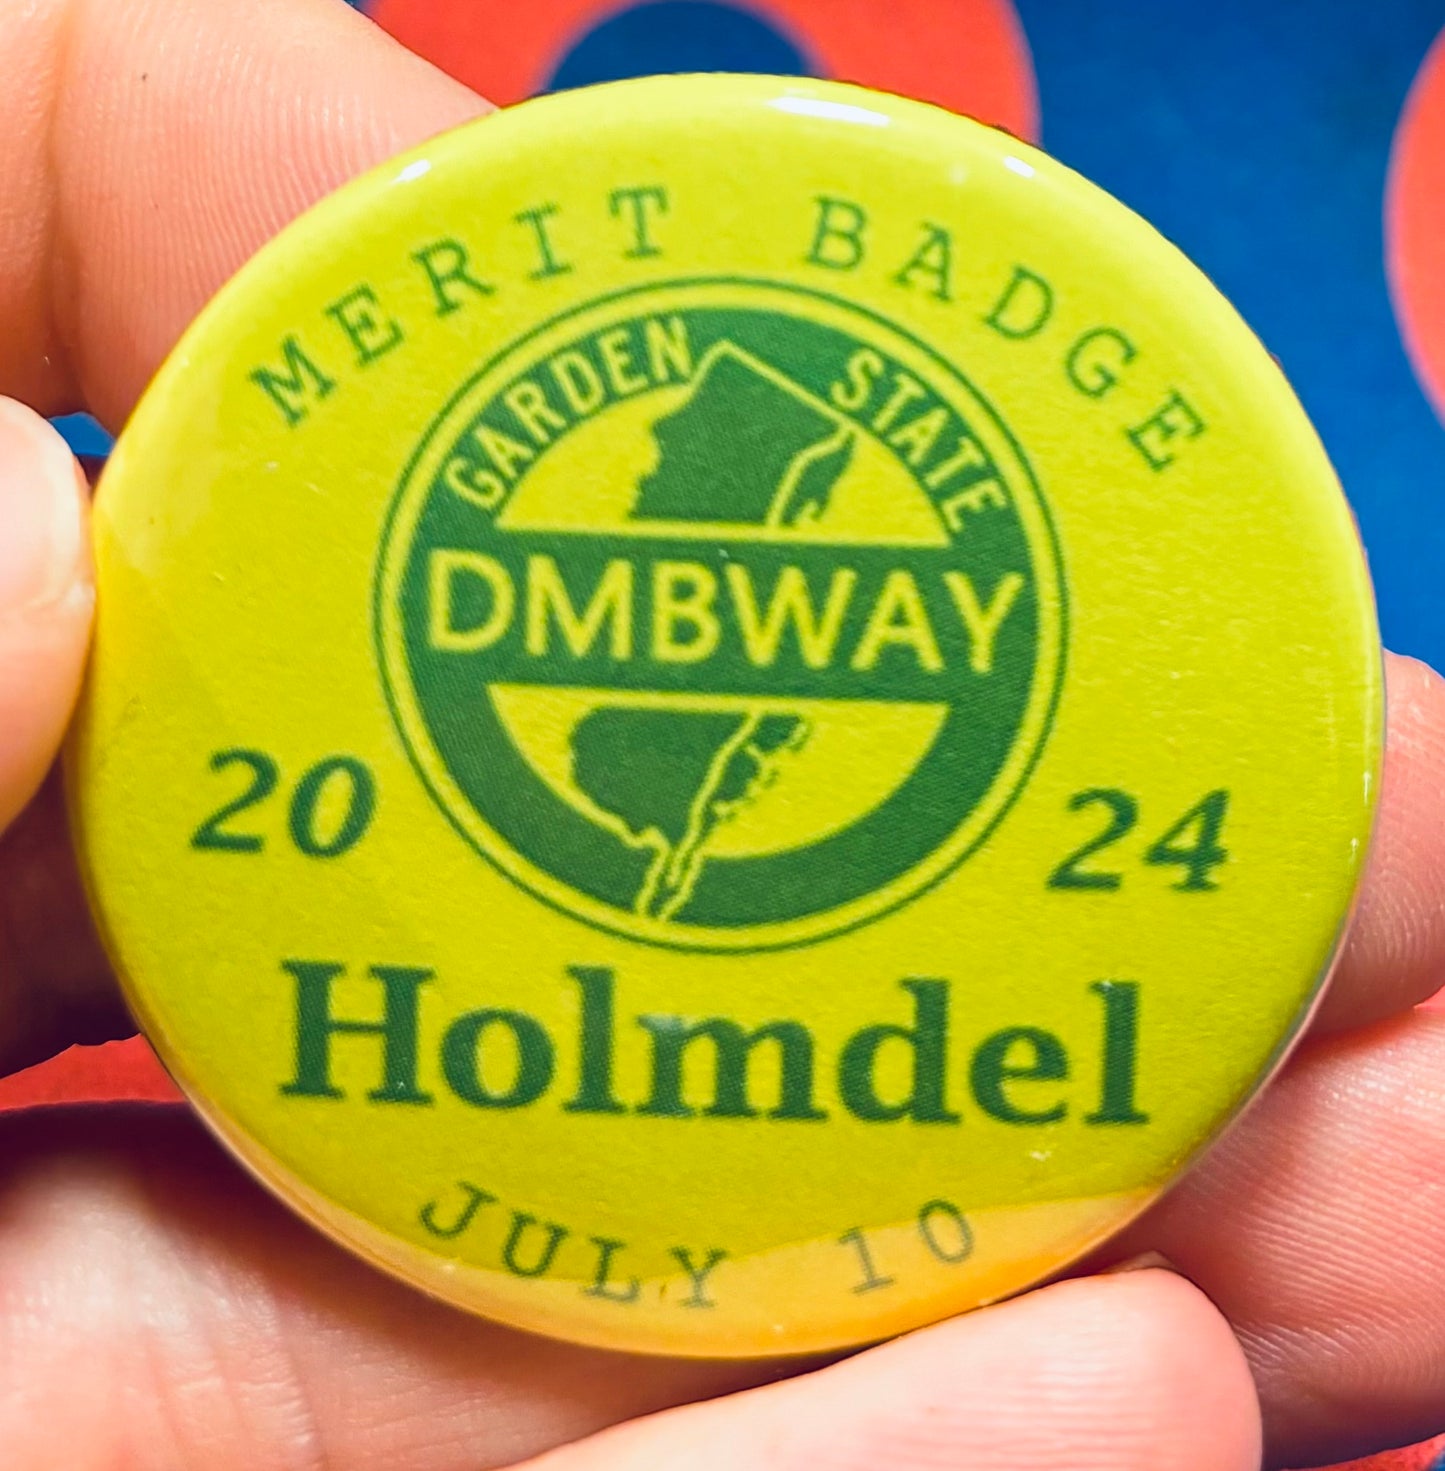 MERIT BADGE
GARDEN STATE
DMBWAY
20 24
Holmdel
JULY 10